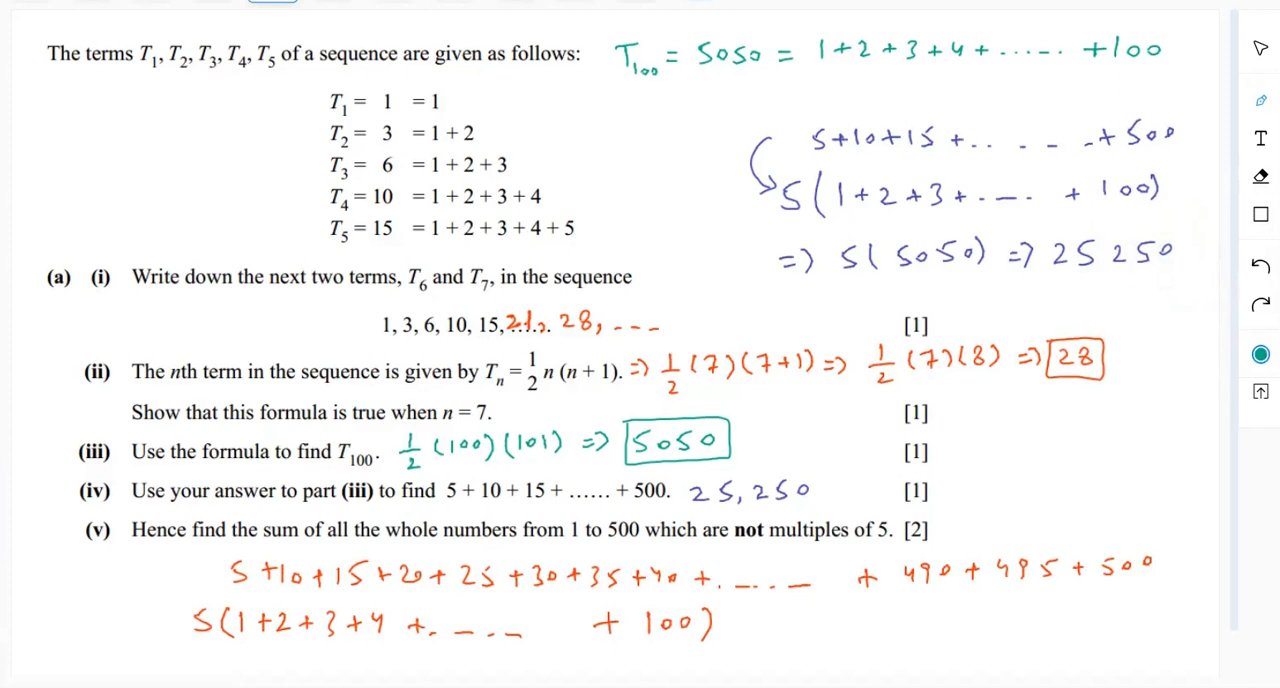 The terms T₁, T₂, T₃, T₄, T₅ of a sequence are given as follows: T₁₀₀ = 5050 = 1+2+3+4+...... +100
T₁ = 1 = 1
T₂ = 3 = 1 + 2
T₃ = 6 = 1 + 2 + 3
T₄ = 10 = 1 + 2 + 3 + 4
T₅ = 15 = 1 + 2 + 3 + 4 + 5
5+10+15 +..... -+ 500
5(1+2+3+.---. + 100)
=> 5(5050) => 25 250
(a) (i) Write down the next two terms, T₆ and T₇, in the sequence
1, 3, 6, 10, 15, 21, 28, --- [1]
(ii) The nth term in the sequence is given by Tₙ = 1/2 n (n + 1). => 1/2 (7)(7+1) => 1/2 (7)(8) => 28
Show that this formula is true when n = 7. [1]
(iii) Use the formula to find T₁₀₀. 1/2 (100)(101) => 5050 [1]
(iv) Use your answer to part (iii) to find 5 + 10 + 15 + ...... + 500. 25,250 [1]
(v) Hence find the sum of all the whole numbers from 1 to 500 which are not multiples of 5. [2]
5+10+15+20+25+30+35+40+.---- + 490+495+500
5(1+2+3+4+.---- + 100)
T